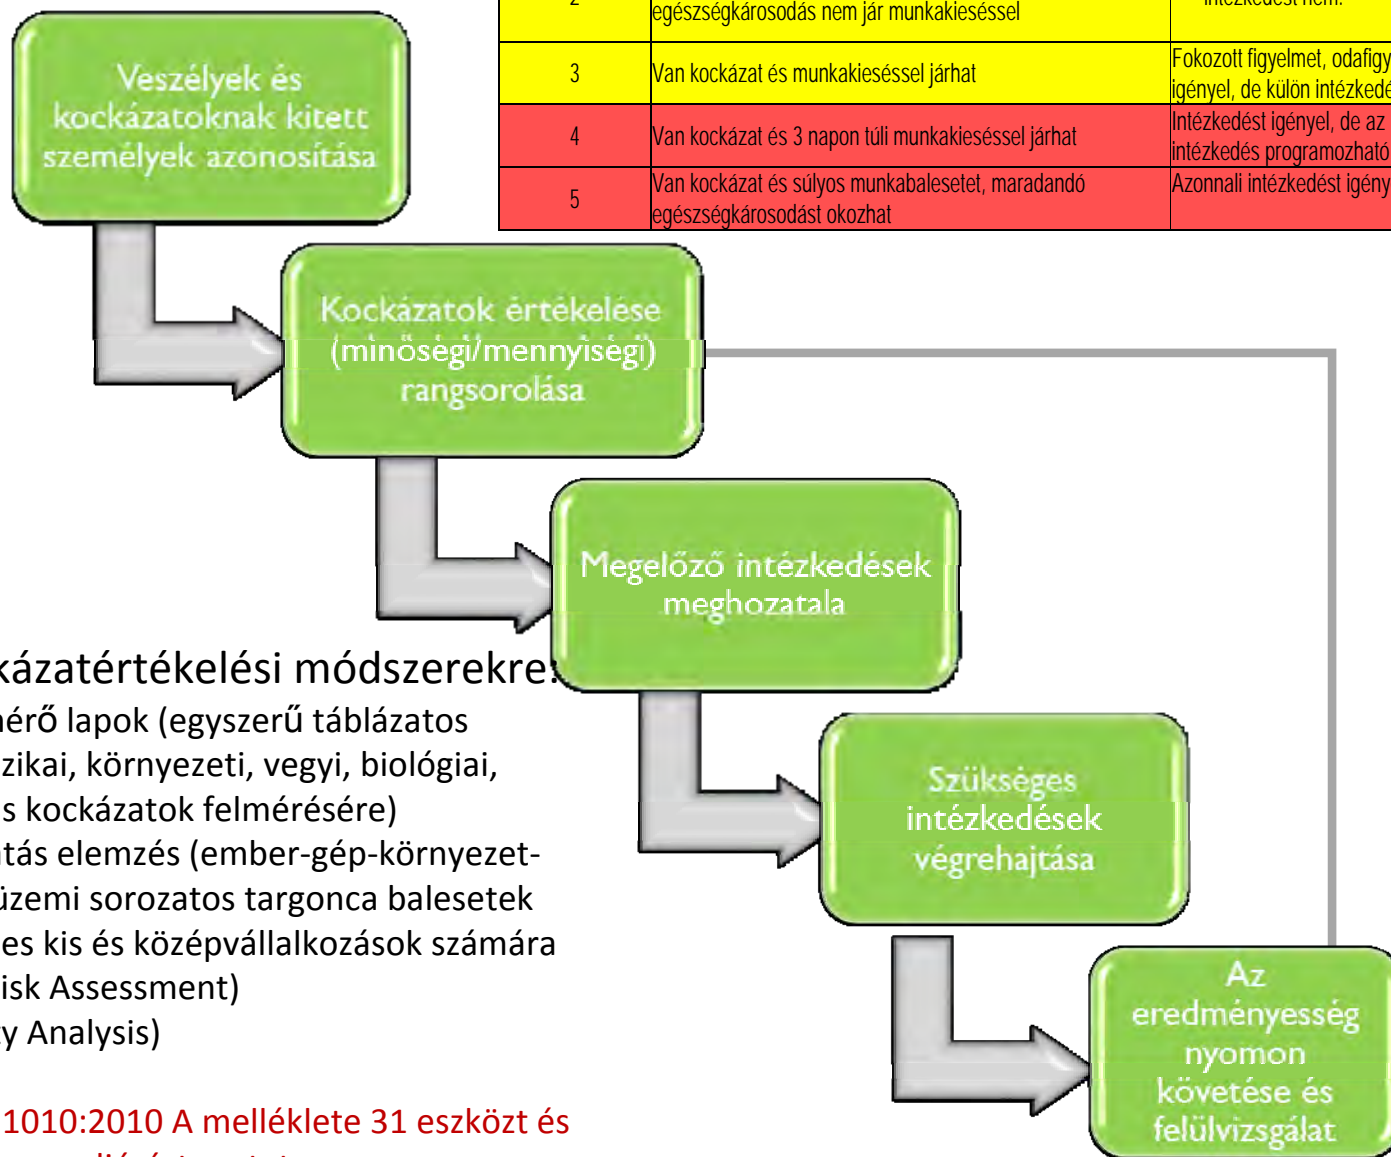 2
egészségkárosodás nem jár munkakieséssel
intézkedést nem.
3
Van kockázat és munkakieséssel járhat
Fokozott figyelmet, odafigy
igényel, de külön intézkedé
4
Van kockázat és 3 napon túli munkakieséssel járhat
Intézkedést igényel, de az
intézkedés programozható
5
Van kockázat és súlyos munkabalesetet, maradandó
egészségkárosodást okozhat
Azonnali intézkedést igény
Veszélyek és
kockázatoknak kitett
személyek azonosítása
Kockázatok értékelése
(minőségi/mennyiségi)
rangsorolása
Megelőző intézkedések
meghozatala
Szükséges
intézkedések
végrehajtása
Az
eredményesség
nyomon
követése és
felülvizsgálat
kázatértékelési módszerekre:
nérő lapok (egyszerű táblázatos
zikai, környezeti, vegyi, biológiai,
s kockázatok felmérésére)
tás elemzés (ember-gép-környezet-
üzemi sorozatos targonca balesetek
es kis és középvállalkozások számára
isk Assessment)
ty Analysis)
1010:2010 A melléklete 31 eszközt és